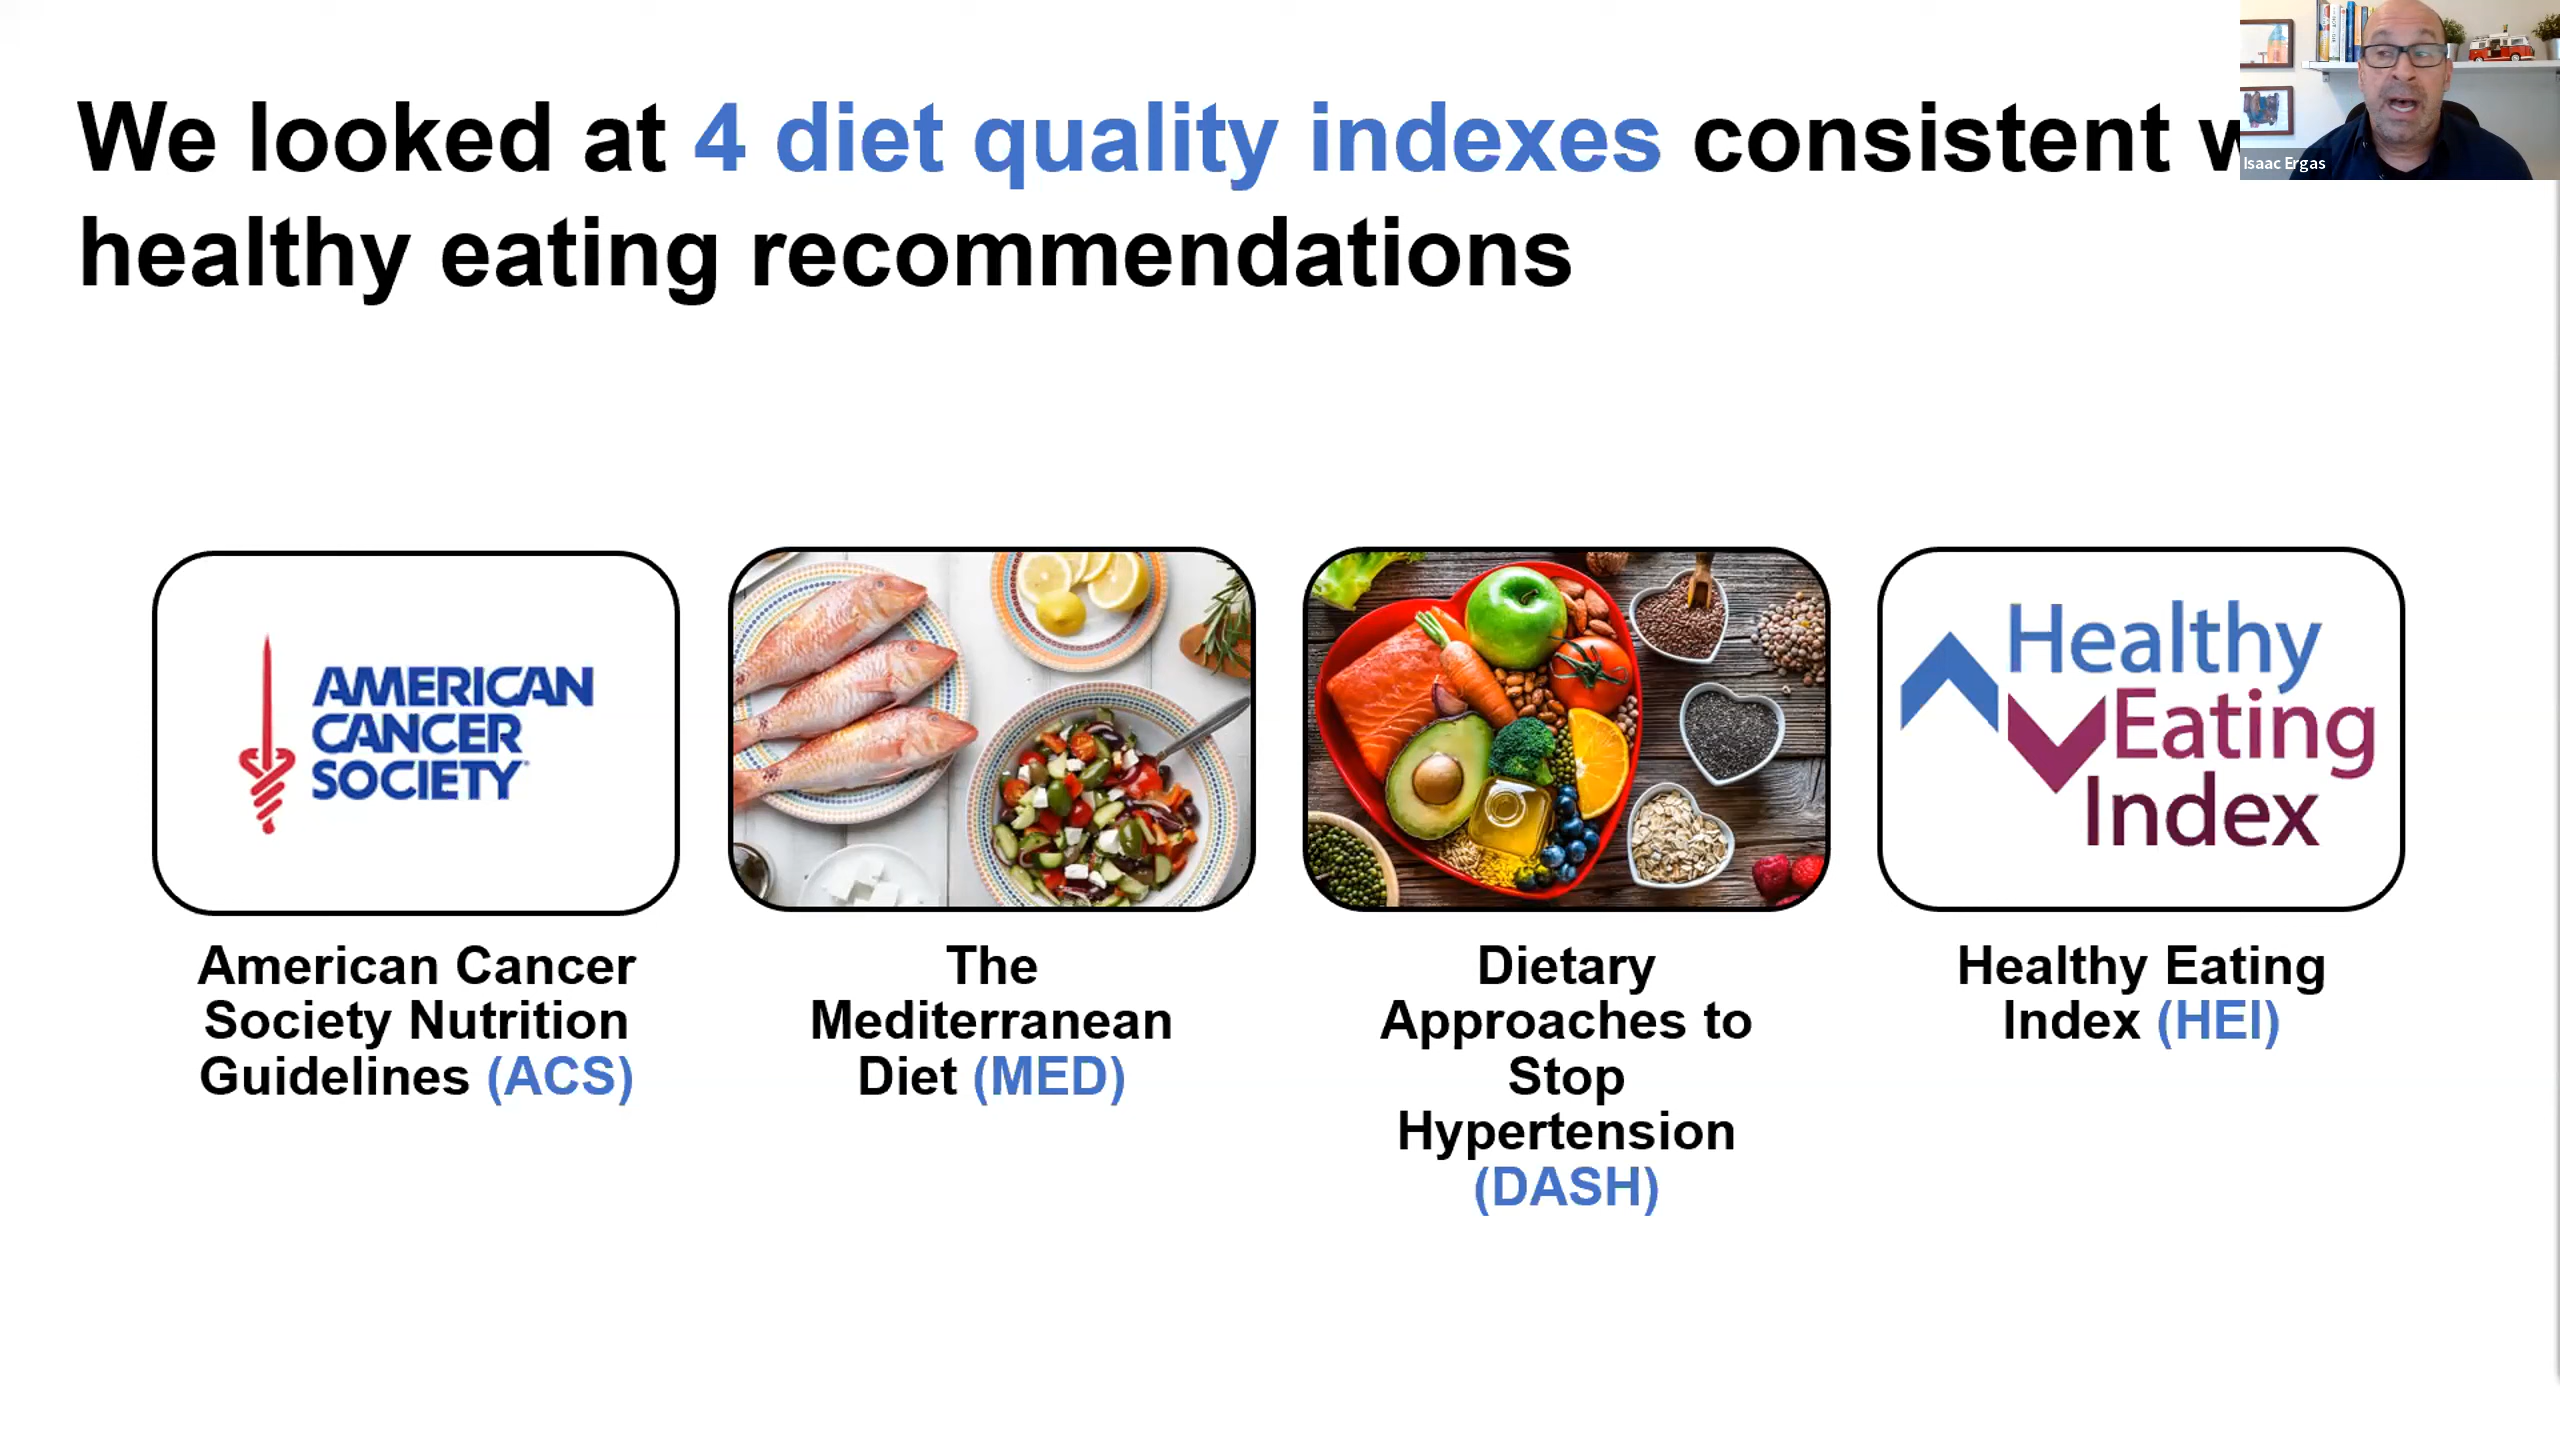 We looked at 4 diet quality indexes consistent
healthy eating recommendations
Isaac Ergas
AMERICAN
CANCER
SOCIETY
Healthy
Eating
Index
American Cancer
Society Nutrition
Guidelines (ACS)
The
Mediterranean
Diet (MED)
Dietary
Approaches to
Stop
Hypertension
(DASH)
Healthy Eating
Index (HEI)